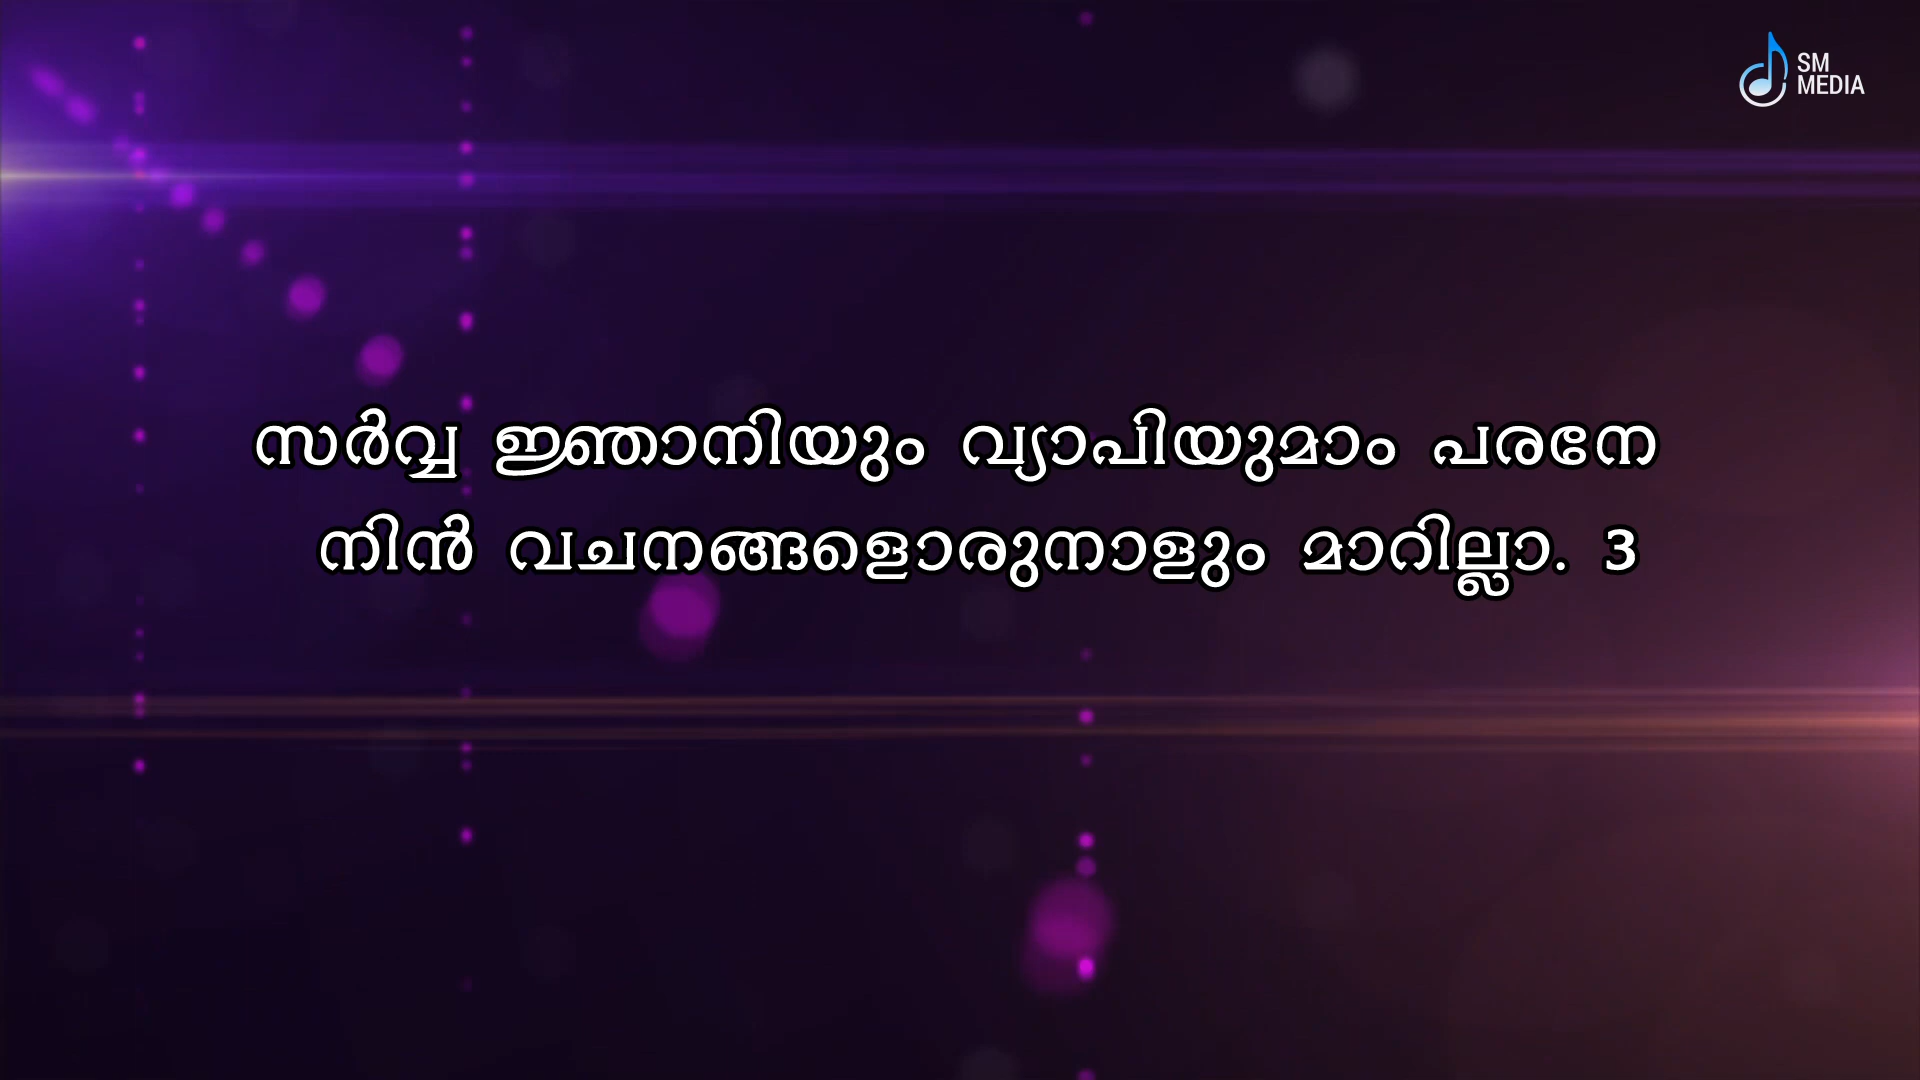 SM
MEDIA
സർവ്വ ജ്ഞാനിയും വ്യാപിയുമാം പരനേ
നിൻ വചനങ്ങളൊരുനാളും മാറില്ലാ. 3